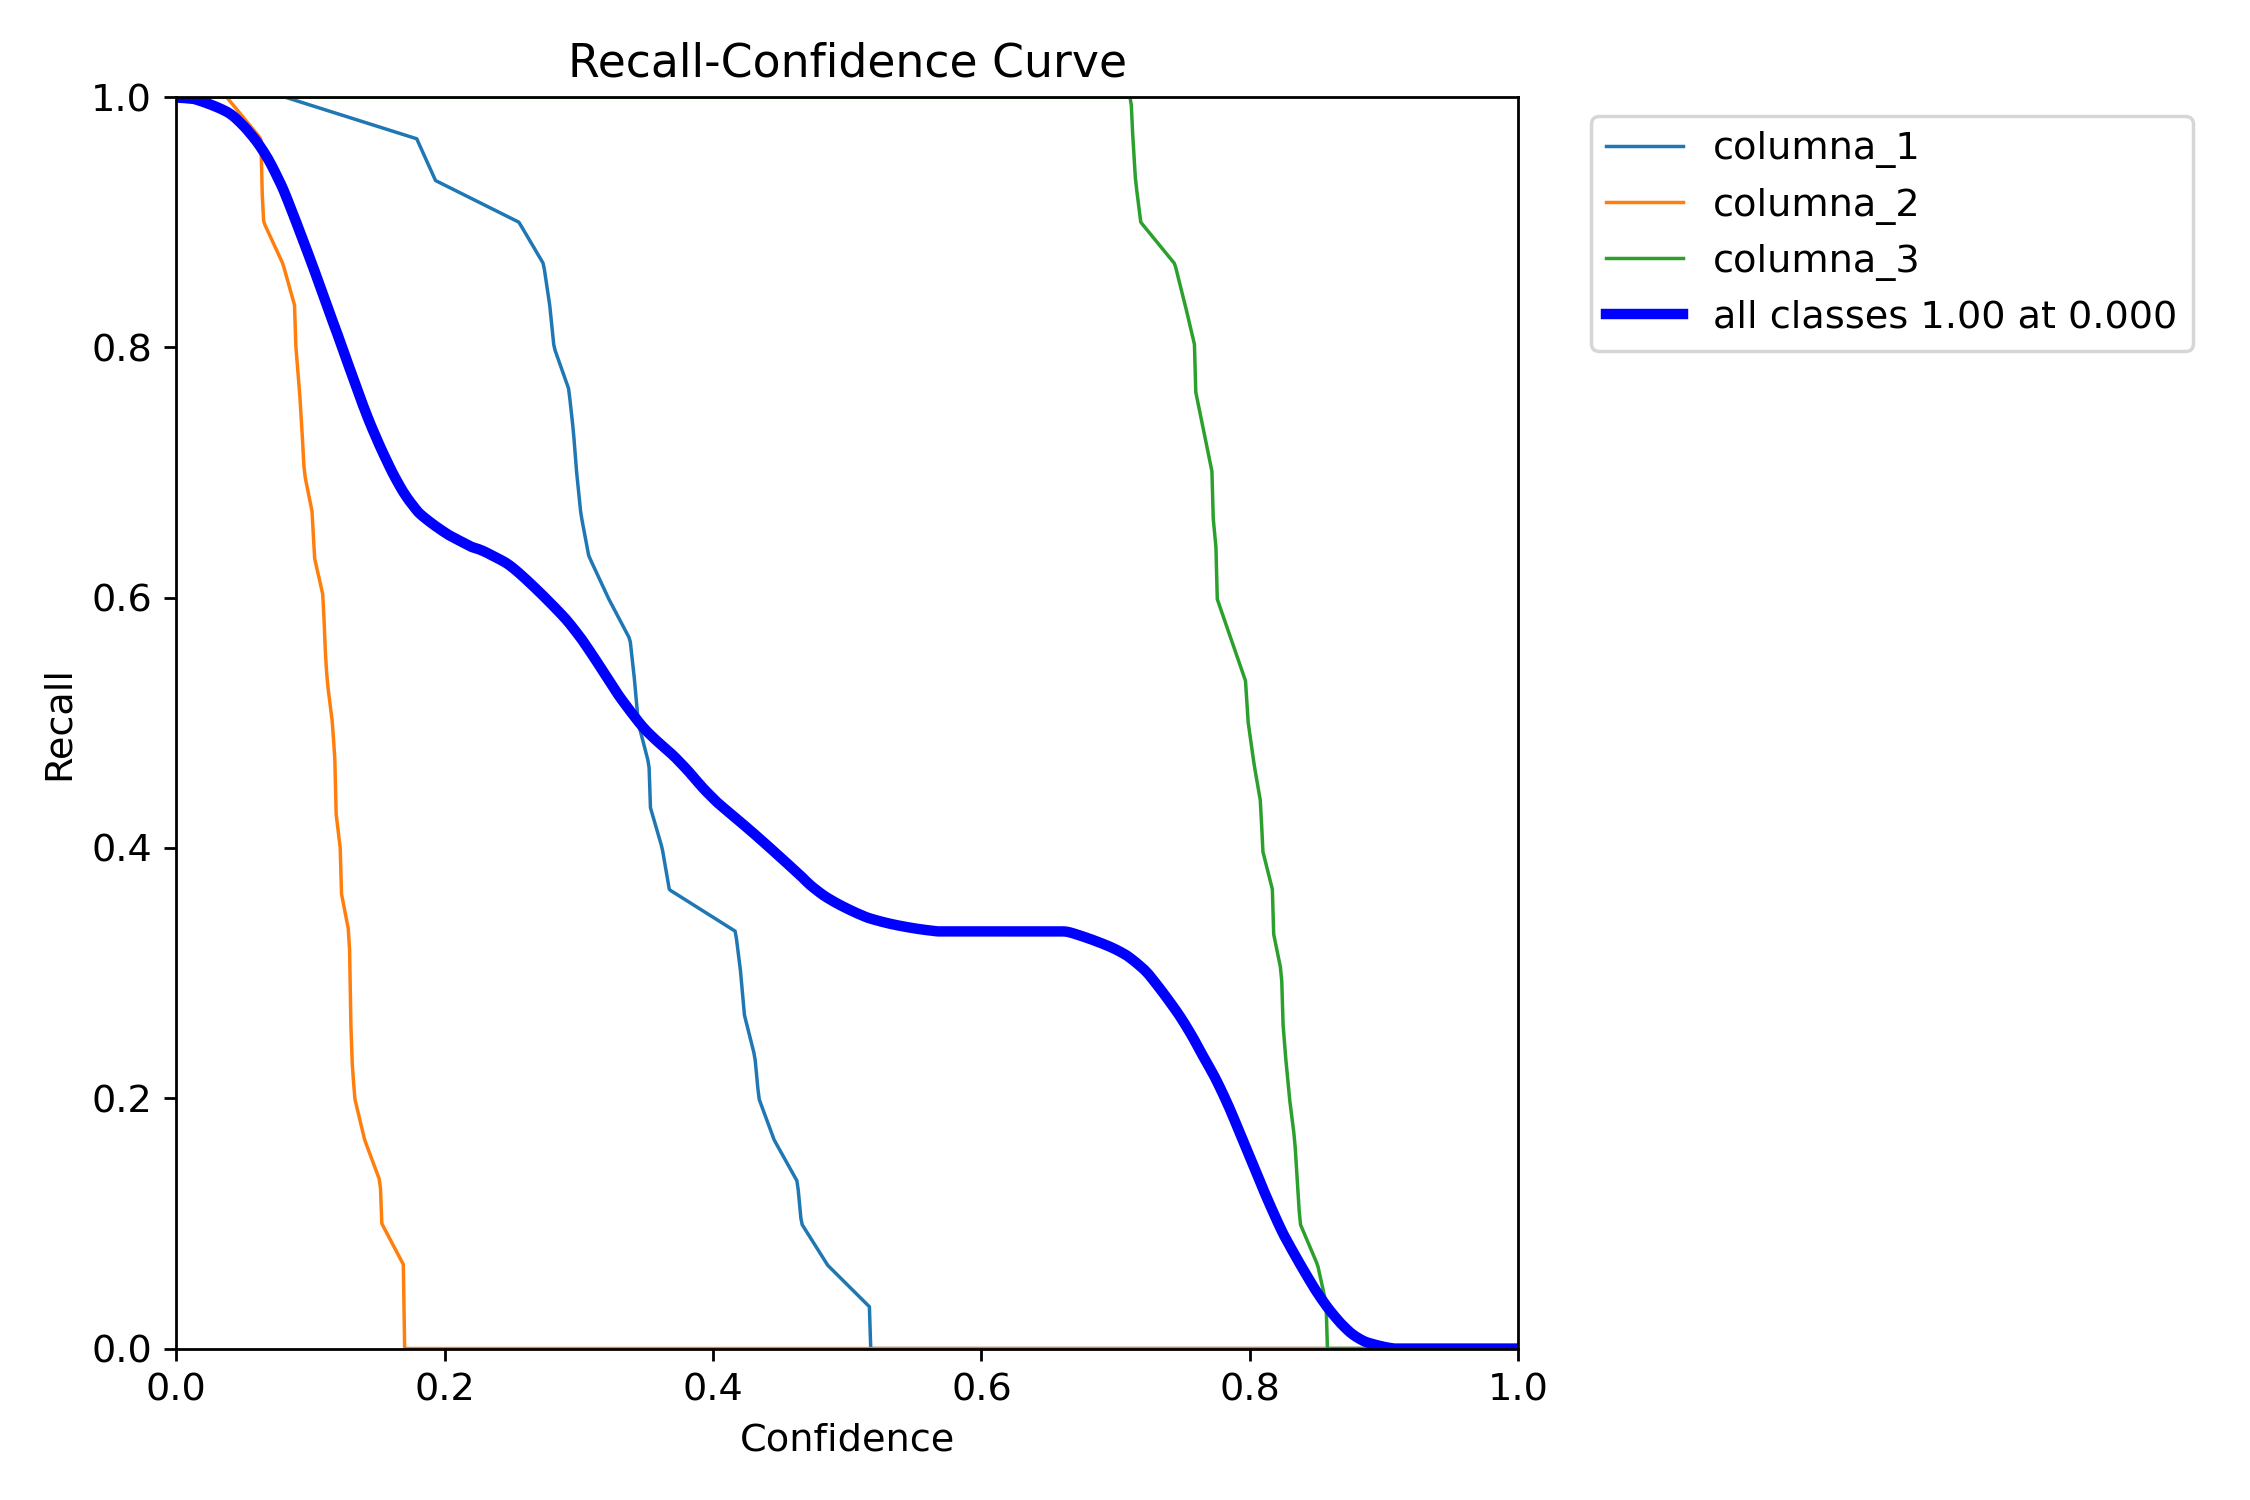 Recall-Confidence Curve
1.0
0.8
0.6
0.4
0.2
0.0
Recall
0.0 0.2 0.4 0.6 0.8 1.0
Confidence
columna_1
columna_2
columna_3
all classes 1.00 at 0.000